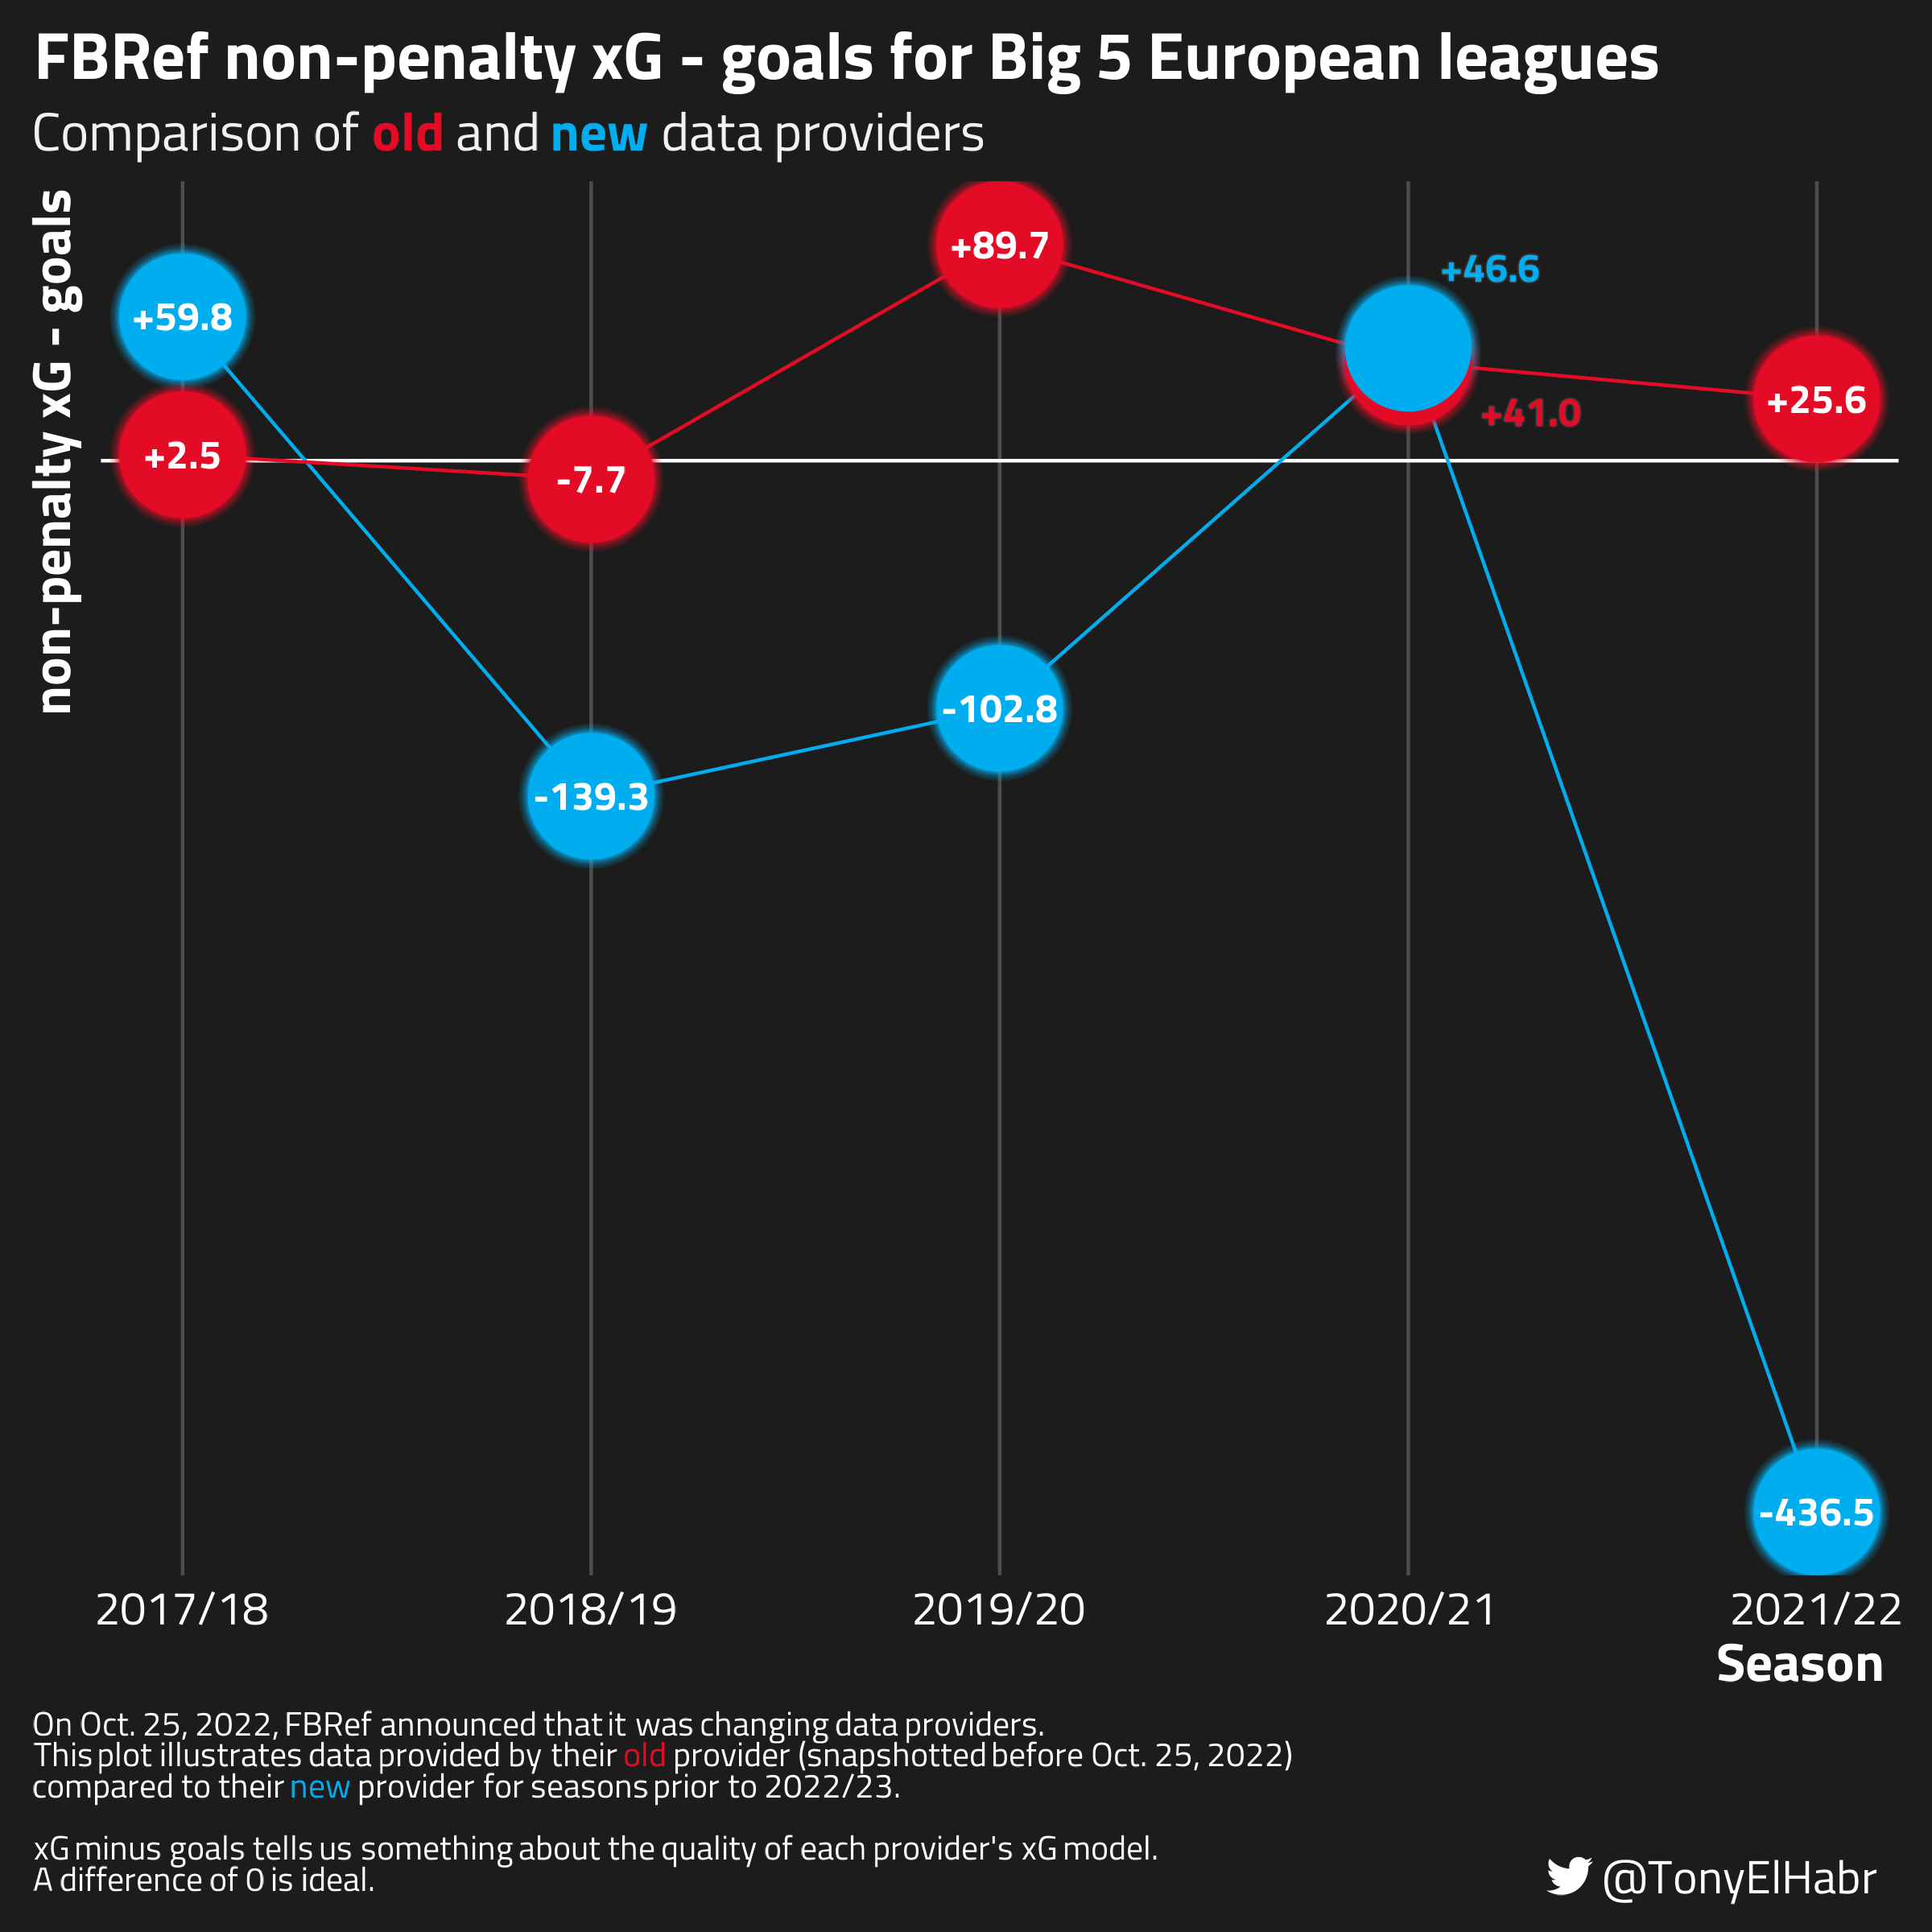 FBRef non-penalty xG - goals for Big 5 European leagues
Comparison of old and new data providers
non-penalty xG - goals
+59.8
+2.5
-7.7
-139.3
+89.7
-102.8
+46.6
+41.0
+25.6
-436.5
2017/18
2018/19
2019/20
2020/21
2021/22
Season
On Oct. 25, 2022, FBRef announced that it was changing data providers.
This plot illustrates data provided by their old provider (snapshotted before Oct. 25, 2022)
compared to their new provider for seasons prior to 2022/23.
xG minus goals tells us something about the quality of each provider's xG model.
A difference of 0 is ideal.
@TonyElHabr